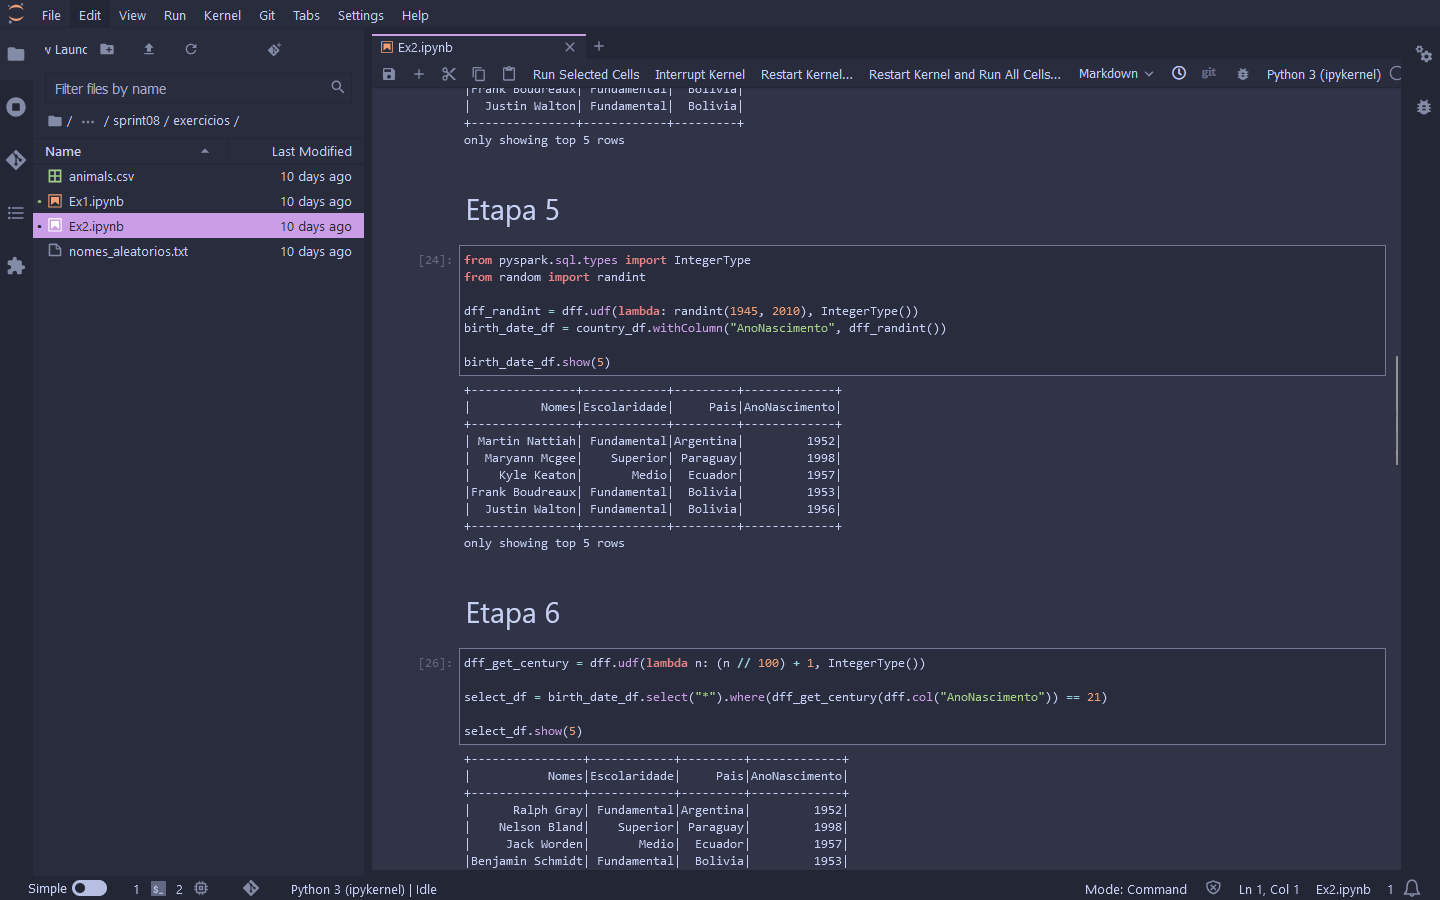 File Edit View Run Kernel Git Tabs Settings Help
Launc
Filter files by name
/ ··· / sprint08 / exercicios /
Name Last Modified
animals.csv 10 days ago
Ex1.ipynb 10 days ago
Ex2.ipynb 10 days ago
nomes_aleatorios.txt 10 days ago
Ex2.ipynb
Run Selected Cells Interrupt Kernel Restart Kernel... Restart Kernel and Run All Cells... Markdown git Python 3 (ipykernel)
|Frank Boudreaux| Fundamental|  Bolivia|
|  Justin Walton| Fundamental|  Bolivia|
+---------------+------------+---------+
only showing top 5 rows
Etapa 5
[24]:
from pyspark.sql.types import IntegerType
from random import randint
dff_randint = dff.udf(lambda: randint(1945, 2010), IntegerType())
birth_date_df = country_df.withColumn("AnoNascimento", dff_randint())
birth_date_df.show(5)
+---------------+------------+---------+-------------+
|          Nomes|Escolaridade|     Pais|AnoNascimento|
+---------------+------------+---------+-------------+
| Martin Nattiah| Fundamental|Argentina|         1952|
|  Maryann Mcgee|    Superior| Paraguay|         1998|
|    Kyle Keaton|       Medio|  Ecuador|         1957|
|Frank Boudreaux| Fundamental|  Bolivia|         1953|
|  Justin Walton| Fundamental|  Bolivia|         1956|
+---------------+------------+---------+-------------+
only showing top 5 rows
Etapa 6
[26]:
dff_get_century = dff.udf(lambda n: (n // 100) + 1, IntegerType())
select_df = birth_date_df.select("*").where(dff_get_century(dff.col("AnoNascimento")) == 21)
select_df.show(5)
+----------------+------------+---------+-------------+
|           Nomes|Escolaridade|     Pais|AnoNascimento|
+----------------+------------+---------+-------------+
|      Ralph Gray| Fundamental|Argentina|         1952|
|    Nelson Bland|    Superior| Paraguay|         1998|
|     Jack Worden|       Medio|  Ecuador|         1957|
|Benjamin Schmidt| Fundamental|  Bolivia|         1953|
Simple 1 $_ 2 Python 3 (ipykernel) | Idle Mode: Command Ln 1, Col 1 Ex2.ipynb 1